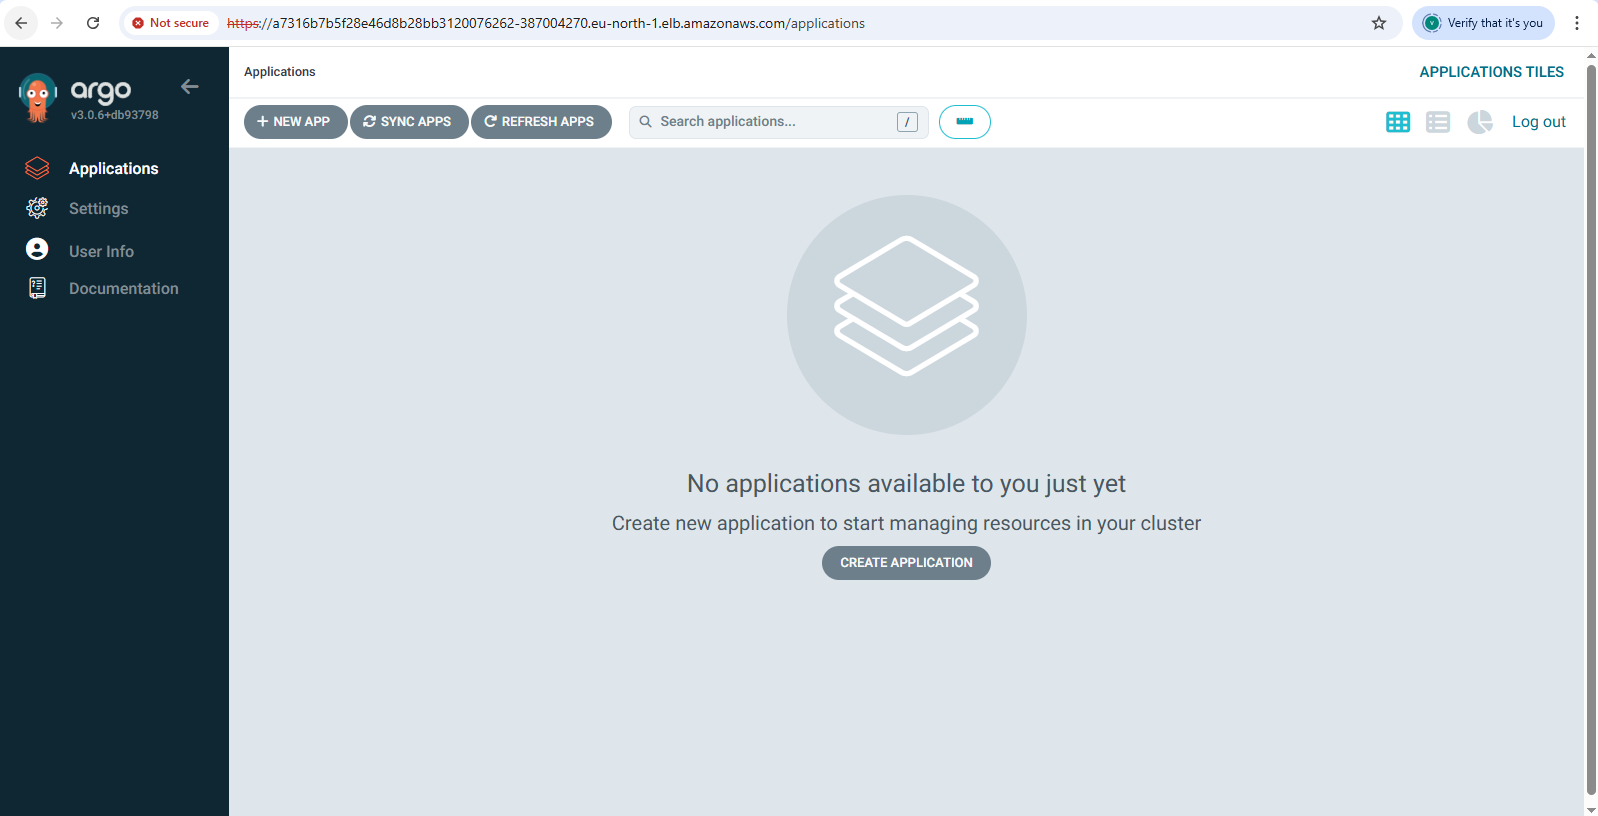 Not secure https://a7316b7b5f28e46d8b28bb3120076262-387004270.eu-north-1.elb.amazonaws.com/applications V Verify that it's you
argo
v3.0.6+db93798
Applications
Settings
User Info
Documentation
Applications
APPLICATIONS TILES
+ NEW APP SYNC APPS REFRESH APPS Search applications... / Log out
No applications available to you just yet
Create new application to start managing resources in your cluster
CREATE APPLICATION